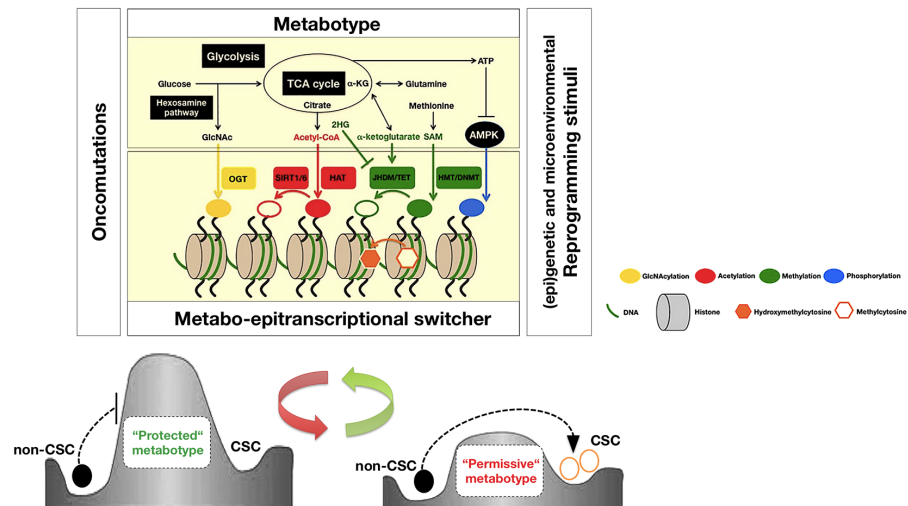 Metabotype
Oncomutations
(epi)genetic and microenvironmental
Reprogramming stimuli
Glycolysis
ATP
Glucose
TCA cycle
α-KG
Glutamine
Hexosamine
pathway
Citrate
Methionine
2HG
AMPK
GlcNAc
Acetyl-CoA
α-ketoglutarate
SAM
OGT
SIRT1/6
HAT
JHDM/TET
HMT/DNMT
Metabo-epitranscriptional switcher
GlcNAcylation
Acetylation
Methylation
Phosphorylation
DNA
Histone
Hydroxymethylcytosine
Methylcytosine
non-CSC
“Protected“
metabotype
CSC
non-CSC
“Permissive“
metabotype
CSC